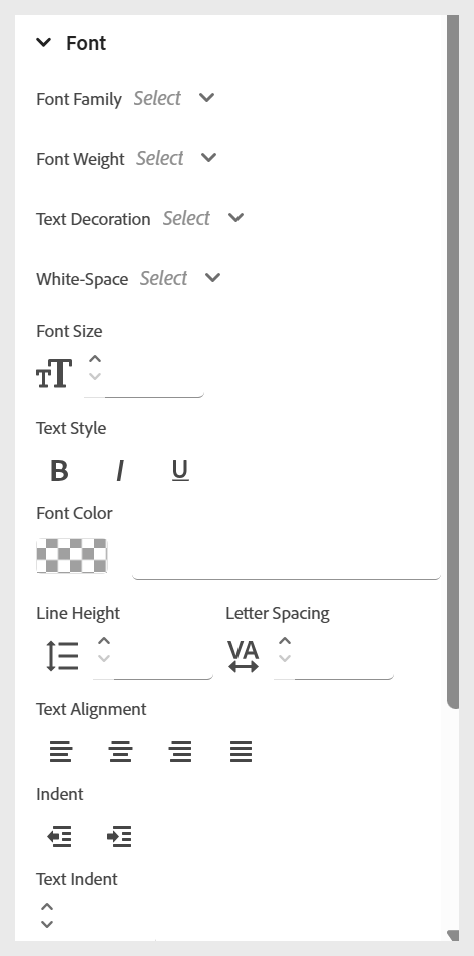 Font
Font Family Select
Font Weight Select
Text Decoration Select
White-Space Select
Font Size
TT
Text Style
B I U
Font Color
Line Height Letter Spacing
VA
Text Alignment
Indent
Text Indent